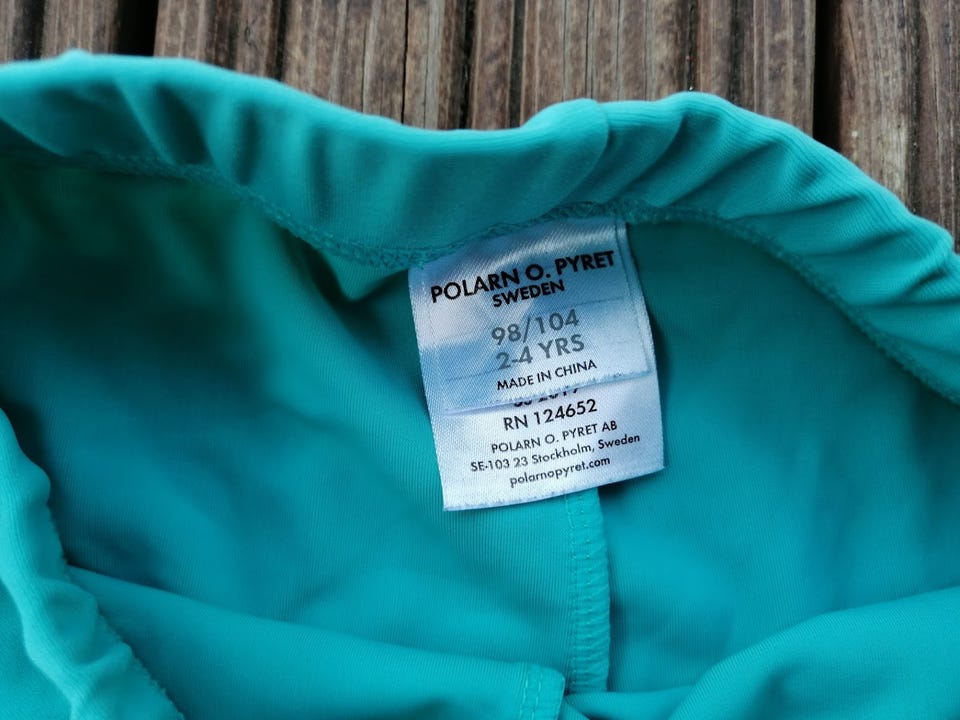 POLARN O. PYRET
SWEDEN
98/104
2-4 YRS
MADE IN CHINA
RN 124652
POLARN O. PYRET AB
SE-103 23 Stockholm, Sweden
polarnopyret.com